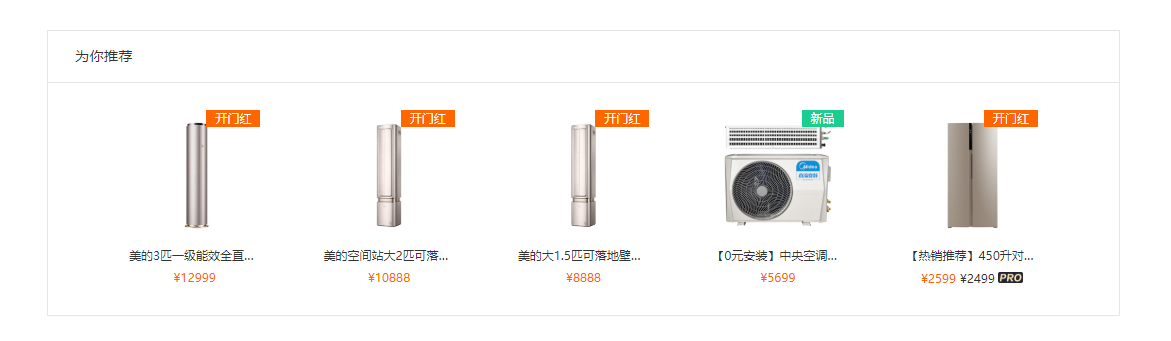 为你推荐
开门红
开门红
开门红
新品
开门红
Midea
美的3匹一级能效全直...
美的空间站大2匹可落...
美的大1.5匹可落地壁...
【0元安装】中央空调...
【热销推荐】450升对...
¥12999
¥10888
¥8888
¥5699
¥2599 ¥2499 PRO